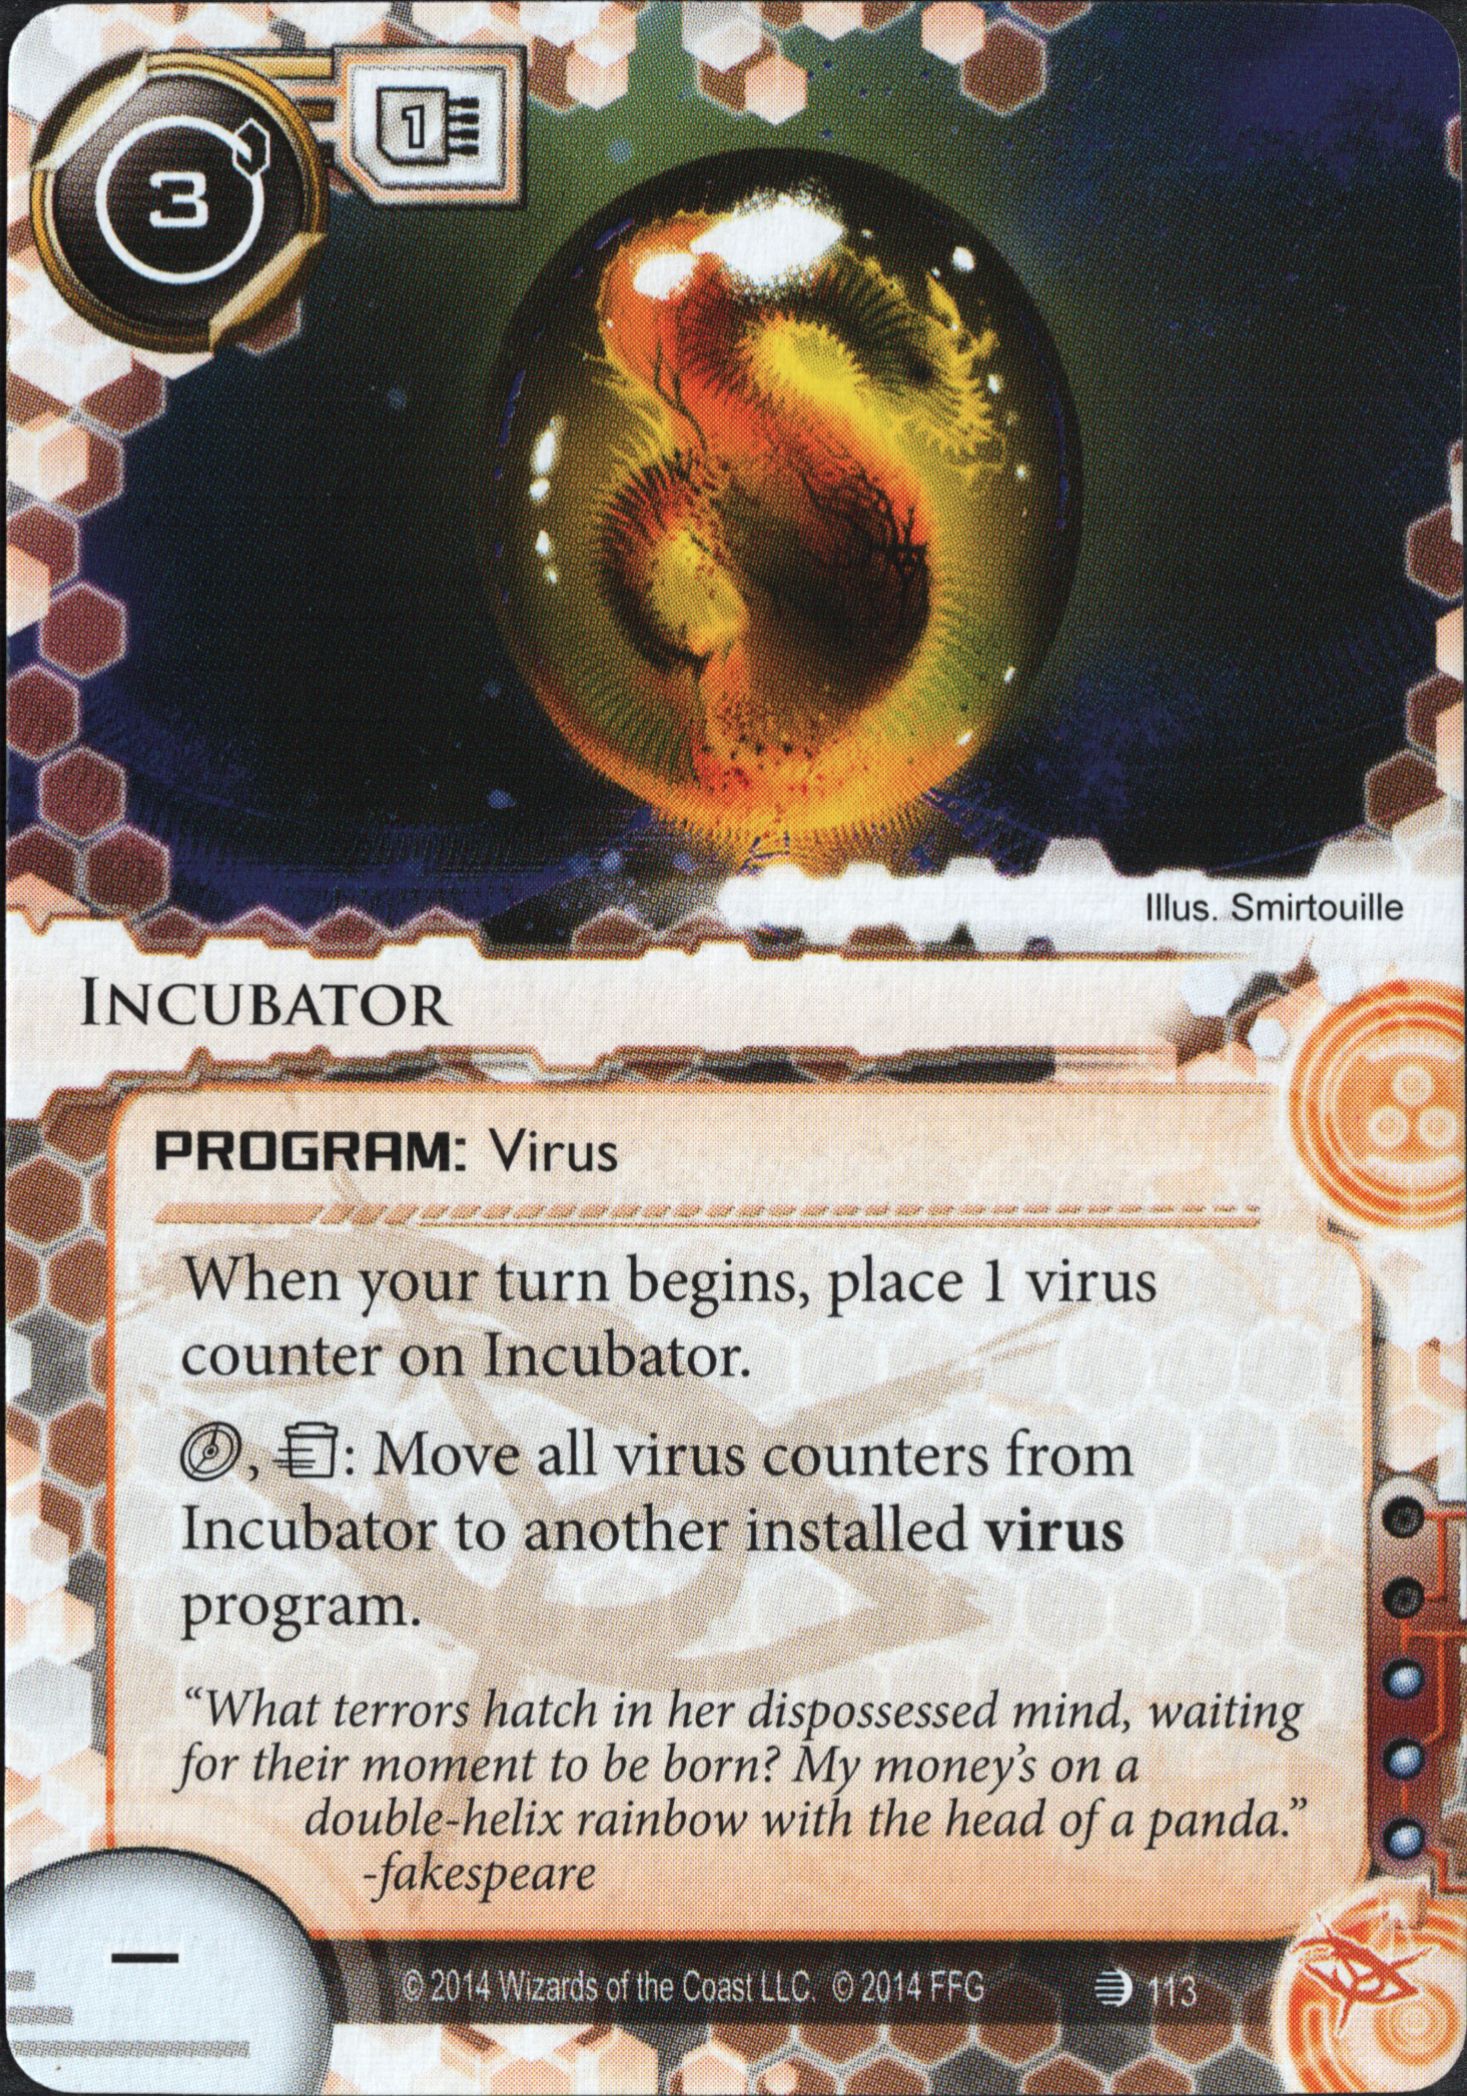 3
1
Illus. Smirtouille
INCUBATOR
PROGRAM: Virus
When your turn begins, place 1 virus
counter on Incubator.
, : Move all virus counters from
Incubator to another installed virus
program.
“What terrors hatch in her dispossessed mind, waiting
for their moment to be born? My money’s on a
double-helix rainbow with the head of a panda.”
-fakespeare
–
© 2014 Wizards of the Coast LLC. © 2014 FFG 113